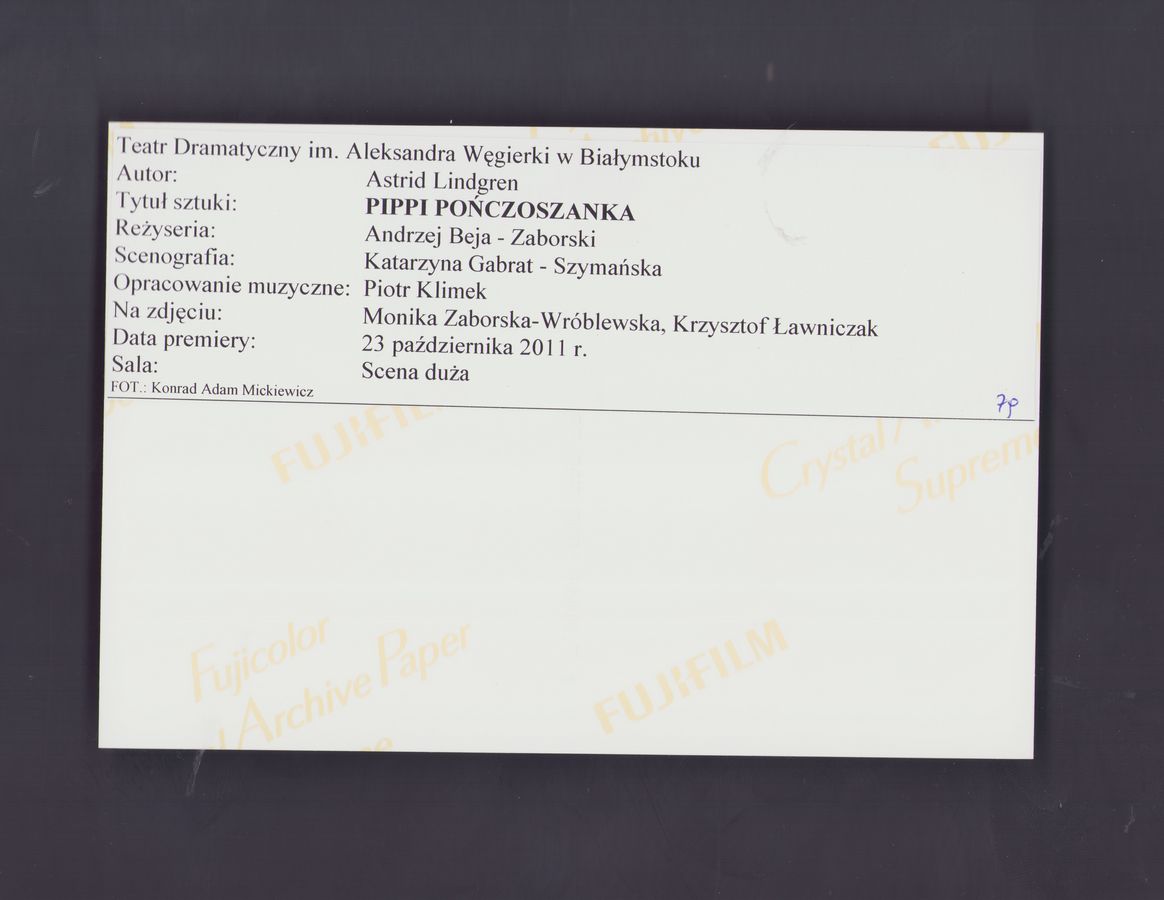 Teatr Dramatyczny im. Aleksandra Węgierki w Białymstoku
Autor: Astrid Lindgren
Tytuł sztuki: PIPPI POŃCZOSZANKA
Reżyseria: Andrzej Beja - Zaborski
Scenografia: Katarzyna Gabrat - Szymańska
Opracowanie muzyczne: Piotr Klimek
Na zdjęciu: Monika Zaborska-Wróblewska, Krzysztof Ławniczak
Data premiery: 23 października 2011 r.
Sala: Scena duża
FOT.: Konrad Adam Mickiewicz
FUJIFILM
Crystal
Supreme
Fujicolor
Archive Paper
FUJIFILM